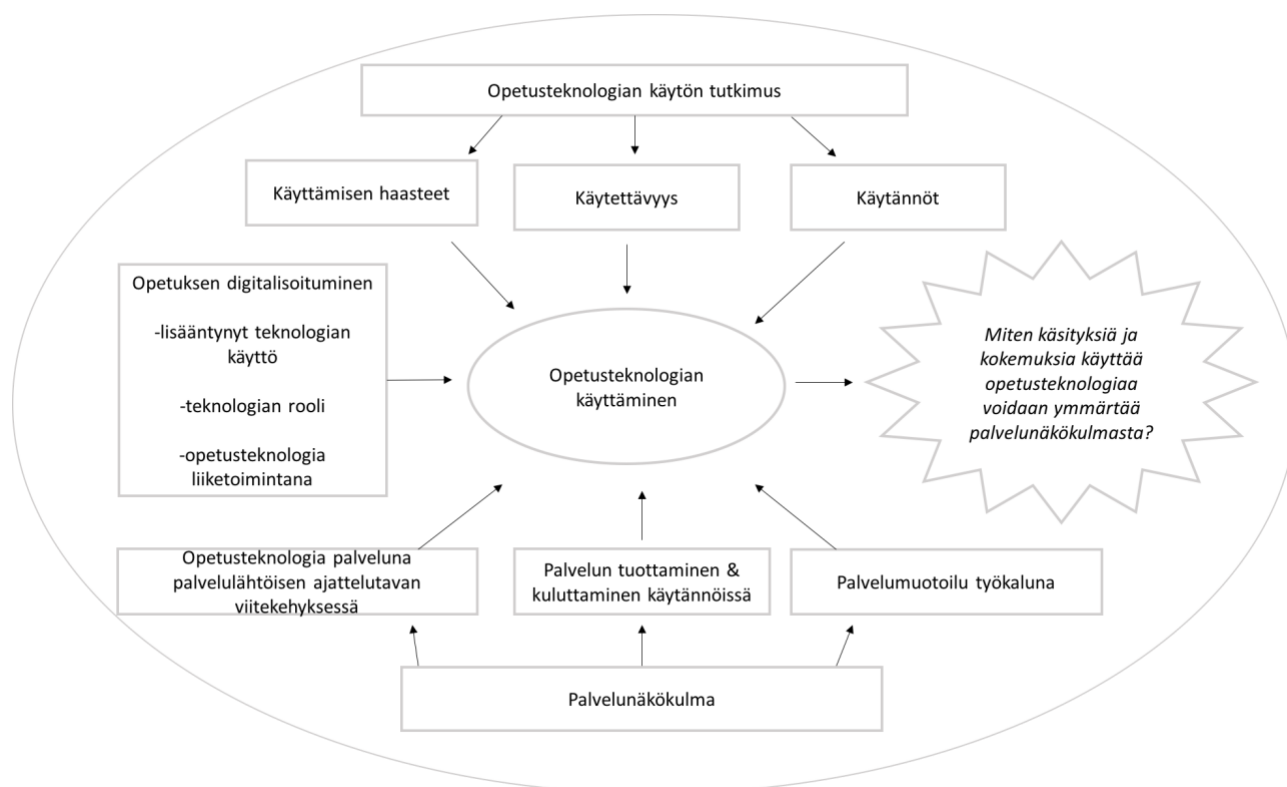 Opetusteknologian käytön tutkimus
Käyttämisen haasteet
Käytettävyys
Käytännöt
Opetuksen digitalisoituminen
-lisääntynyt teknologian
käyttö
-teknologian rooli
-opetusteknologia
liiketoimintana
Opetusteknologian
käyttäminen
Miten käsityksiä ja
kokemuksia käyttää
opetusteknologiaa
voidaan ymmärtää
palvelunäkökulmasta?
Opetusteknologia palveluna
palvelulähtöisen ajattelutavan
viitekehyksessä
Palvelun tuottaminen &
kuluttaminen käytännöissä
Palvelumuotoilu työkaluna
Palvelunäkökulma